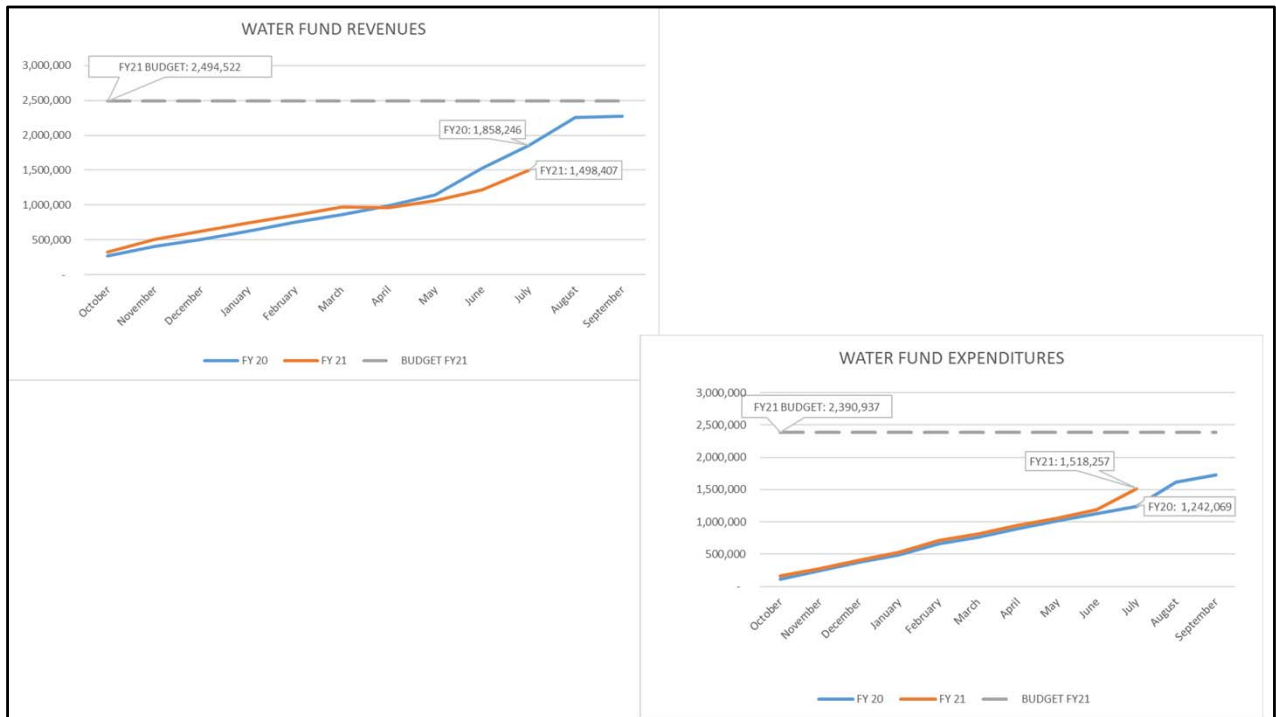 WATER FUND REVENUES
3,000,000
FY21 BUDGET: 2,494,522
2,500,000
FY20: 1,858,246
2,000,000
1,500,000
FY21: 1,498,407
1,000,000
500,000
-
October
November
December
January
February
March
April
May
June
July
August
September
FY 20
FY 21
BUDGET FY21
WATER FUND EXPENDITURES
3,000,000
FY21 BUDGET: 2,390,937
2,500,000
2,000,000
FY21: 1,518,257
1,500,000
FY20: 1,242,069
1,000,000
500,000
-
October
November
December
January
February
March
April
May
June
July
August
September
FY 20
FY 21
BUDGET FY21